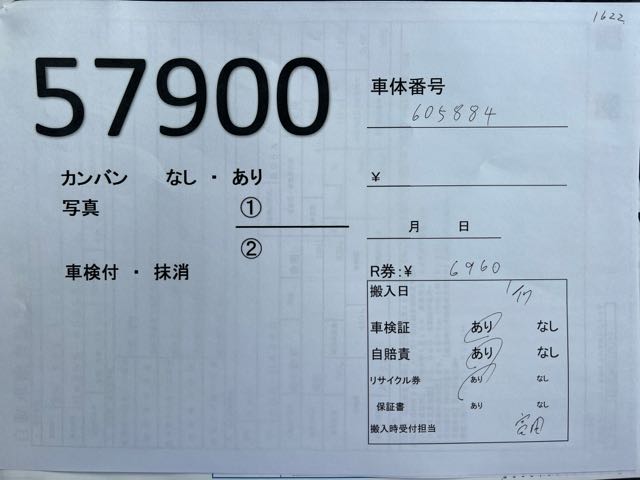 1622
57900
車体番号
605884
カンバン なし ・ あり
¥
写真 ①
②
月 日
車検付 ・ 抹消
R券:¥ 6960
搬入日 1/17
車検証 あり なし
自賠責 あり なし
リサイクル券 あり なし
保証書 あり なし
搬入時受付担当